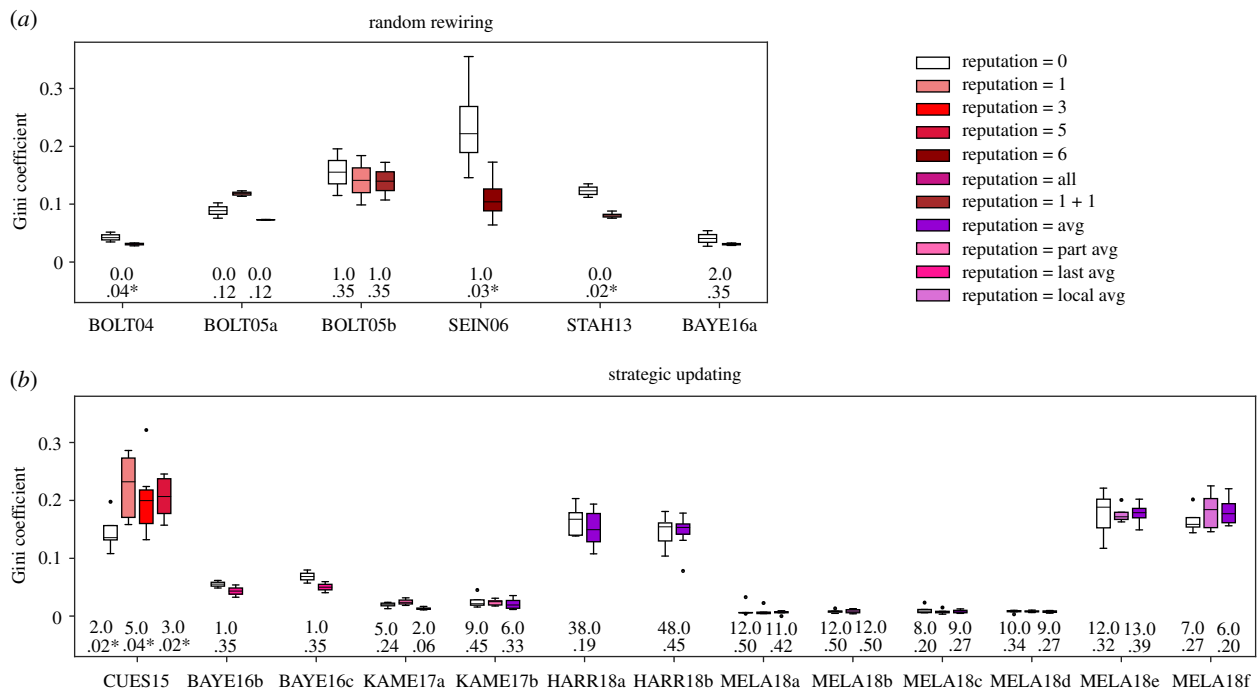 (a)
random rewiring
Gini coefficient
0.3
0.2
0.1
0
0.0 0.0 0.0 1.0 1.0 1.0 0.0 2.0
.04* .12 .12 .35 .35 .03* .02* .35
BOLT04 BOLT05a BOLT05b SEIN06 STAH13 BAYE16a
reputation = 0
reputation = 1
reputation = 3
reputation = 5
reputation = 6
reputation = all
reputation = 1 + 1
reputation = avg
reputation = part avg
reputation = last avg
reputation = local avg
(b)
strategic updating
Gini coefficient
0.3
0.2
0.1
0
2.0 5.0 3.0 1.0 1.0 5.0 2.0 9.0 6.0 38.0 48.0 12.0 11.0 12.0 12.0 8.0 9.0 10.0 9.0 12.0 13.0 7.0 6.0
.02* .04* .02* .35 .35 .24 .06 .45 .33 .19 .45 .50 .42 .50 .50 .20 .27 .34 .27 .32 .39 .27 .20
CUES15 BAYE16b BAYE16c KAME17a KAME17b HARR18a HARR18b MELA18a MELA18b MELA18c MELA18d MELA18e MELA18f